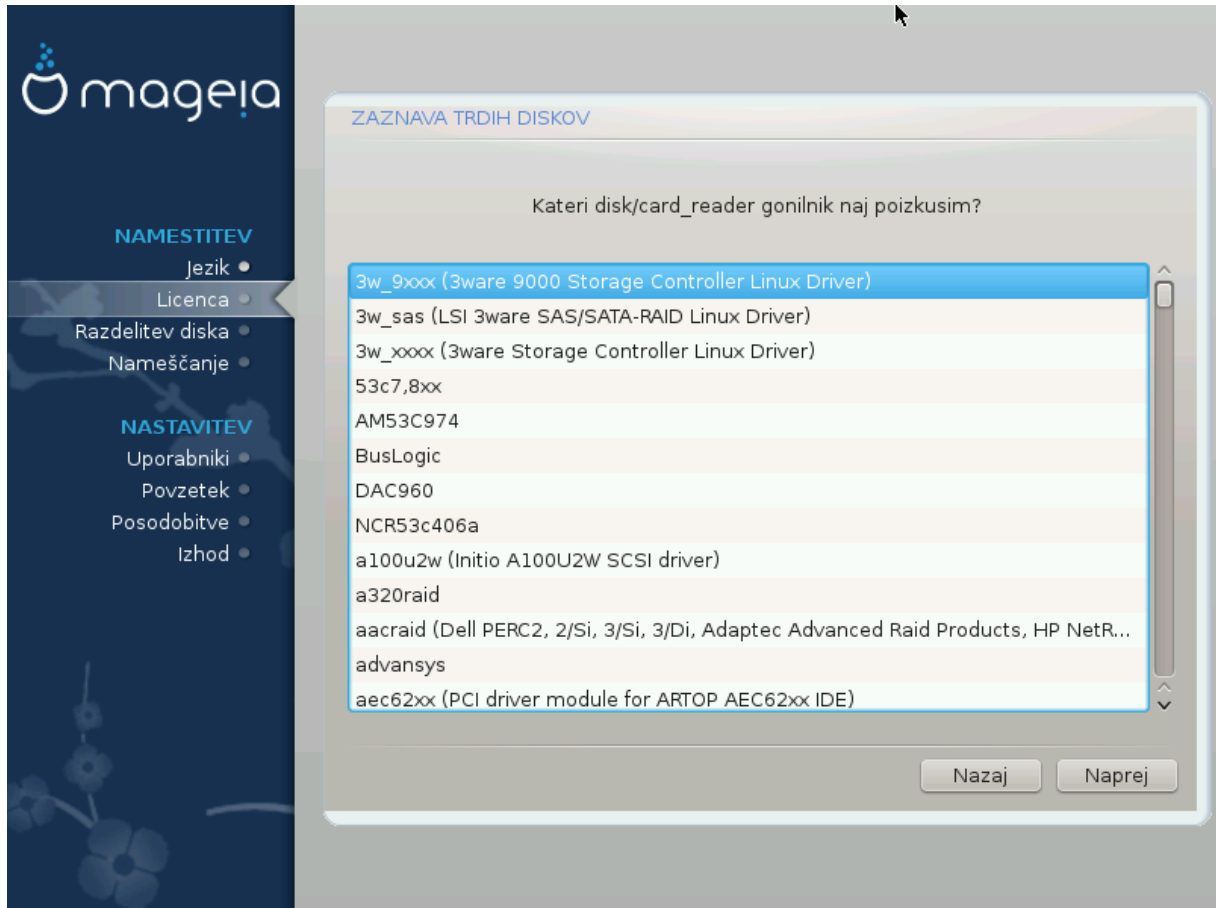 mageia
NAMESTITEV
Jezik
Licenca
Razdelitev diska
Nameščanje
NASTAVITEV
Uporabniki
Povzetek
Posodobitve
Izhod
ZAZNAVA TRDIH DISKOV
Kateri disk/card_reader gonilnik naj poizkusim?
3w_9xxx (3ware 9000 Storage Controller Linux Driver)
3w_sas (LSI 3ware SAS/SATA-RAID Linux Driver)
3w_xxxx (3ware Storage Controller Linux Driver)
53c7,8xx
AM53C974
BusLogic
DAC960
NCR53c406a
a100u2w (Initio A100U2W SCSI driver)
a320raid
aacraid (Dell PERC2, 2/Si, 3/Si, 3/Di, Adaptec Advanced Raid Products, HP NetR...
advansys
aec62xx (PCI driver module for ARTOP AEC62xx IDE)
Nazaj
Naprej